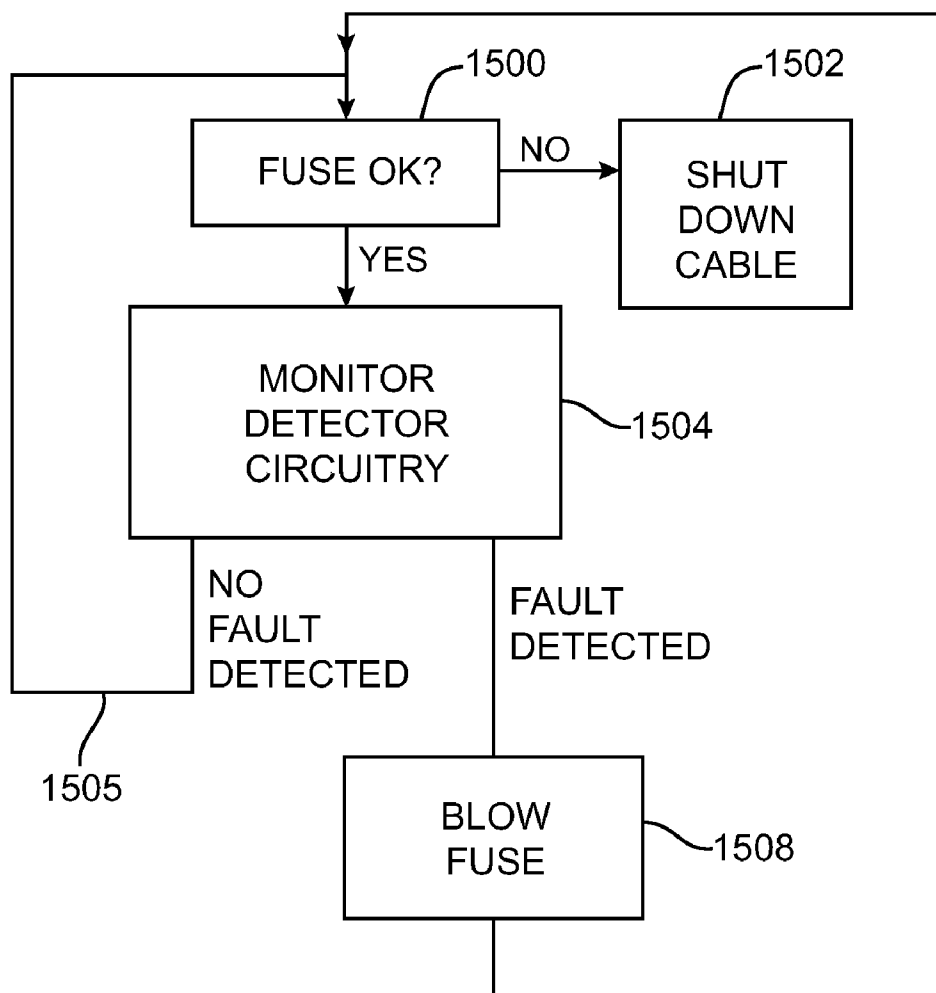 1500
1502
FUSE OK?
NO
SHUT
DOWN
CABLE
YES
MONITOR
DETECTOR
CIRCUITRY
1504
NO
FAULT
DETECTED
FAULT
DETECTED
1505
BLOW
FUSE
1508